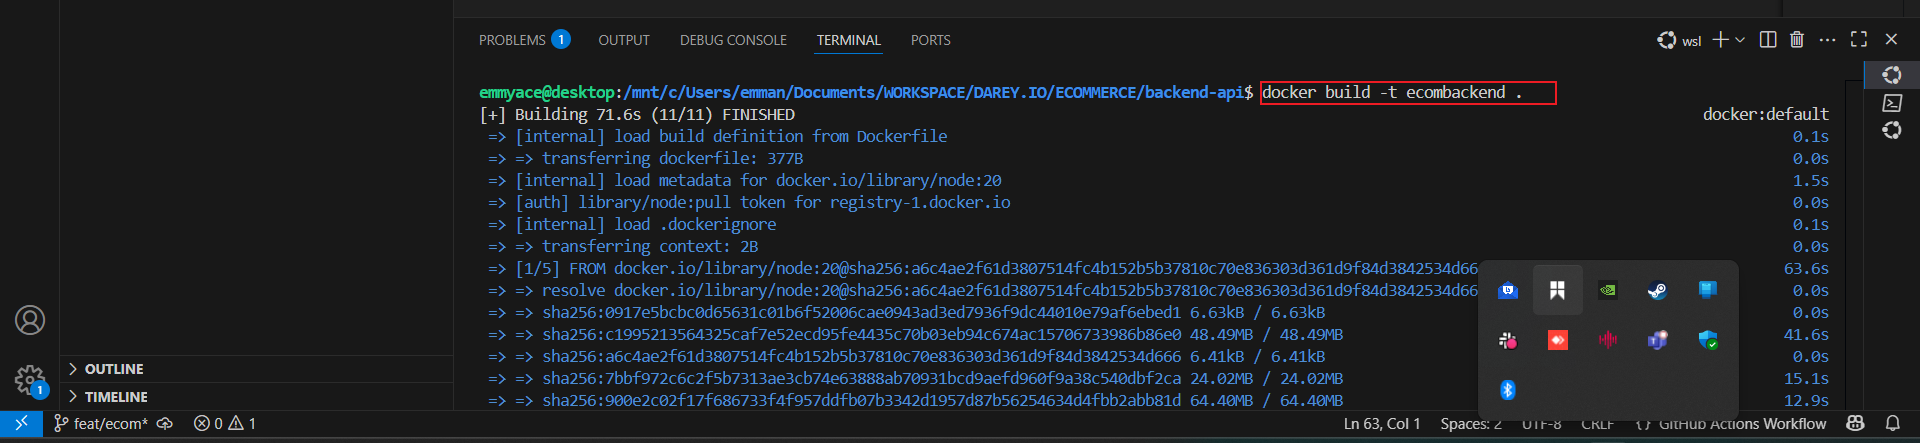 PROBLEMS 1 OUTPUT DEBUG CONSOLE TERMINAL PORTS wsl
emmyace@desktop:/mnt/c/Users/emman/Documents/WORKSPACE/DAREY.IO/ECOMMERCE/backend-api$ docker build -t ecombackend .
[+] Building 71.6s (11/11) FINISHED docker:default
=> [internal] load build definition from Dockerfile 0.1s
=> => transferring dockerfile: 377B 0.0s
=> [internal] load metadata for docker.io/library/node:20 1.5s
=> [auth] library/node:pull token for registry-1.docker.io 0.0s
=> [internal] load .dockerignore 0.1s
=> => transferring context: 2B 0.0s
=> [1/5] FROM docker.io/library/node:20@sha256:a6c4ae2f61d3807514fc4b152b5b37810c70e836303d361d9f84d3842534d66 63.6s
=> => resolve docker.io/library/node:20@sha256:a6c4ae2f61d3807514fc4b152b5b37810c70e836303d361d9f84d3842534d66 0.0s
=> => sha256:0917e5bcbc0d65631c01b6f52006cae0943ad3ed7936f9dc44010e79af6ebed1 6.63kB / 6.63kB 0.0s
=> => sha256:c1995213564325caf7e52ecd95fe4435c70b03eb94c674ac15706733986b86e0 48.49MB / 48.49MB 41.6s
=> => sha256:a6c4ae2f61d3807514fc4b152b5b37810c70e836303d361d9f84d3842534d666 6.41kB / 6.41kB 0.0s
=> => sha256:7bbf972c6c2f5b7313ae3cb74e63888ab70931bcd9aefd960f9a38c540dbf2ca 24.02MB / 24.02MB 15.1s
=> => sha256:900e2c02f17f686733f4f957ddfb07b3342d1957d87b56254634d4fbb2abb81d 64.40MB / 64.40MB 12.9s
OUTLINE
TIMELINE
1
feat/ecom* 0 1 Ln 63, Col 1 Spaces: 2 UTF-8 CRLF {} GitHub Actions Workflow